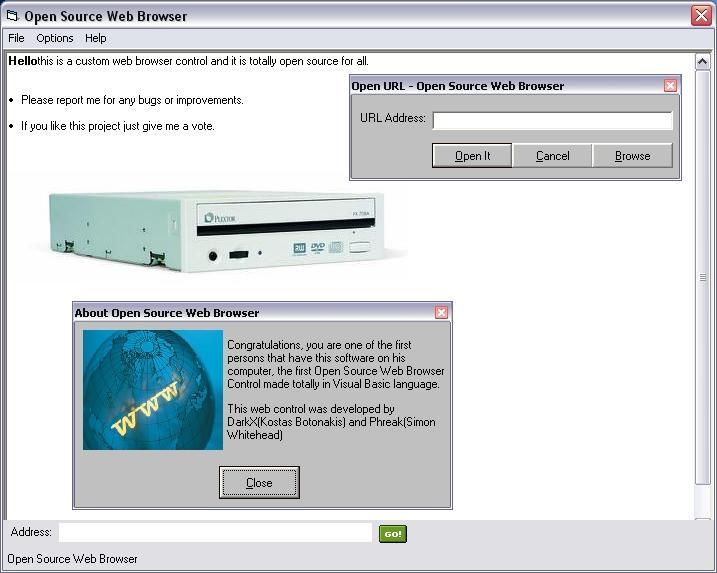 Open Source Web Browser
File Options Help
Hellothis is a custom web browser control and it is totally open source for all.
Please report me for any bugs or improvements.
If you like this project just give me a vote.
Open URL - Open Source Web Browser
URL Address:
Open It Cancel Browse
PLEXTOR
RW DVD
About Open Source Web Browser
Congratulations, you are one of the first
persons that have this software on his
computer, the first Open Source Web Browser
Control made totally in Visual Basic language.
This web control was developed by
DarkX(Kostas Botonakis) and Phreak(Simon
Whitehead)
WWW
Close
Address:
GO!
Open Source Web Browser